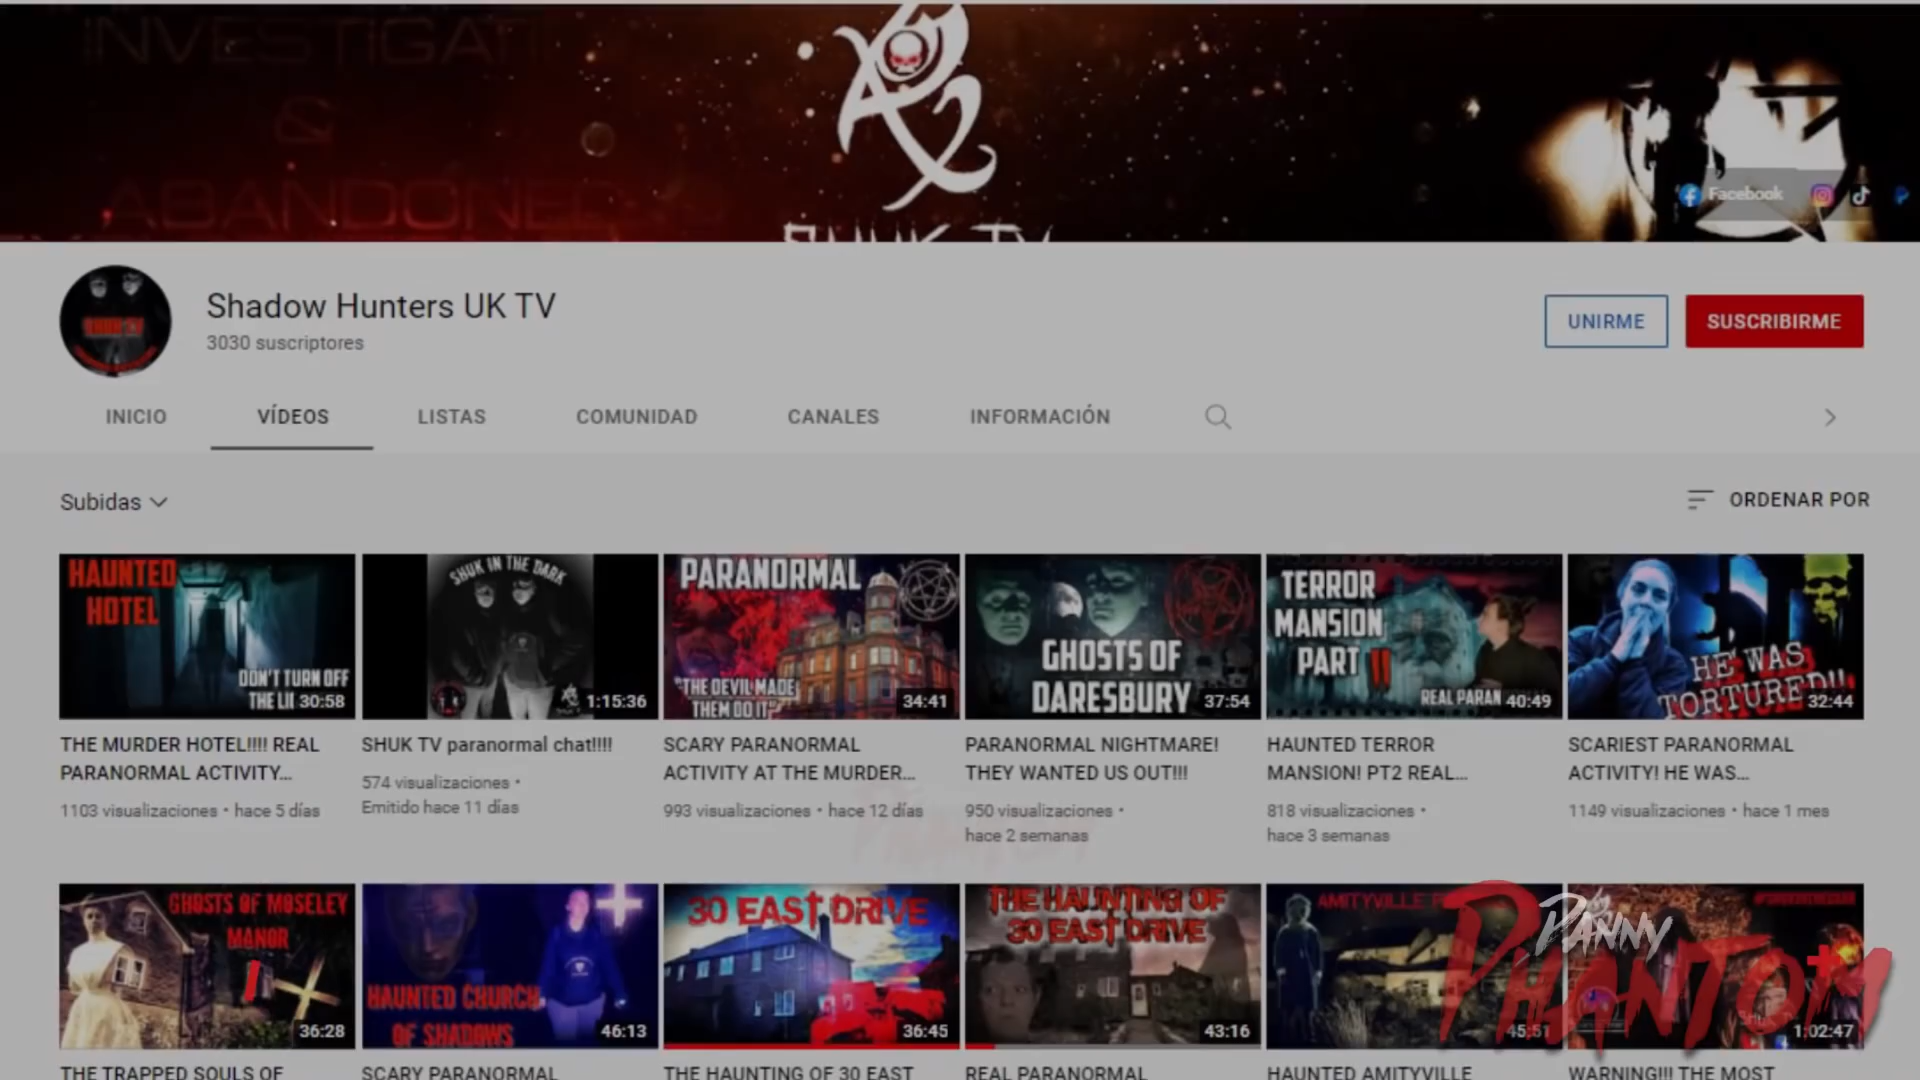 INVESTIGATI
&
ABANDONED
SHUK TV
Facebook
Shadow Hunters UK TV
3030 suscriptores
UNIRME
SUSCRIBIRME
INICIO
VÍDEOS
LISTAS
COMUNIDAD
CANALES
INFORMACIÓN
Subidas
ORDENAR POR
HAUNTED
HOTEL
DON'T TURN OFF
THE LI
30:58
SHUK IN THE DARK
1:15:36
PARANORMAL
"THE DEVIL MADE
THEM DO IT"
34:41
GHOSTS OF
DARESBURY
37:54
TERROR
MANSION
PART II
REAL PARAN
40:49
HE WAS
TORTURED!!
32:44
THE MURDER HOTEL!!!! REAL
PARANORMAL ACTIVITY...
1103 visualizaciones • hace 5 días
SHUK TV paranormal chat!!!!
574 visualizaciones •
Emitido hace 11 días
SCARY PARANORMAL
ACTIVITY AT THE MURDER...
993 visualizaciones • hace 12 días
PARANORMAL NIGHTMARE!
THEY WANTED US OUT!!!
950 visualizaciones •
hace 2 semanas
HAUNTED TERROR
MANSION! PT2 REAL...
818 visualizaciones •
hace 3 semanas
SCARIEST PARANORMAL
ACTIVITY! HE WAS...
1149 visualizaciones • hace 1 mes
GHOSTS OF MOSELEY
MANOR
36:28
HAUNTED CHURCH
OF SHADOWS
46:13
30 EAST DRIVE
36:45
THE HAUNTING OF
30 EAST DRIVE
43:16
AMITYVILLE P
45:51
1:02:47
DANNY
PHANTOM
THE TRAPPED SOULS OF
SCARY PARANORMAL
THE HAUNTING OF 30 EAST
REAL PARANORMAL
HAUNTED AMITYVILLE
WARNING!!! THE MOST